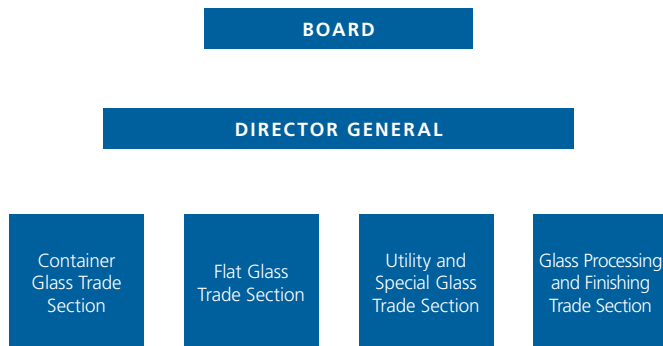 BOARD
DIRECTOR GENERAL
Container
Glass Trade
Section
Flat Glass
Trade Section
Utility and
Special Glass
Trade Section
Glass Processing
and Finishing
Trade Section